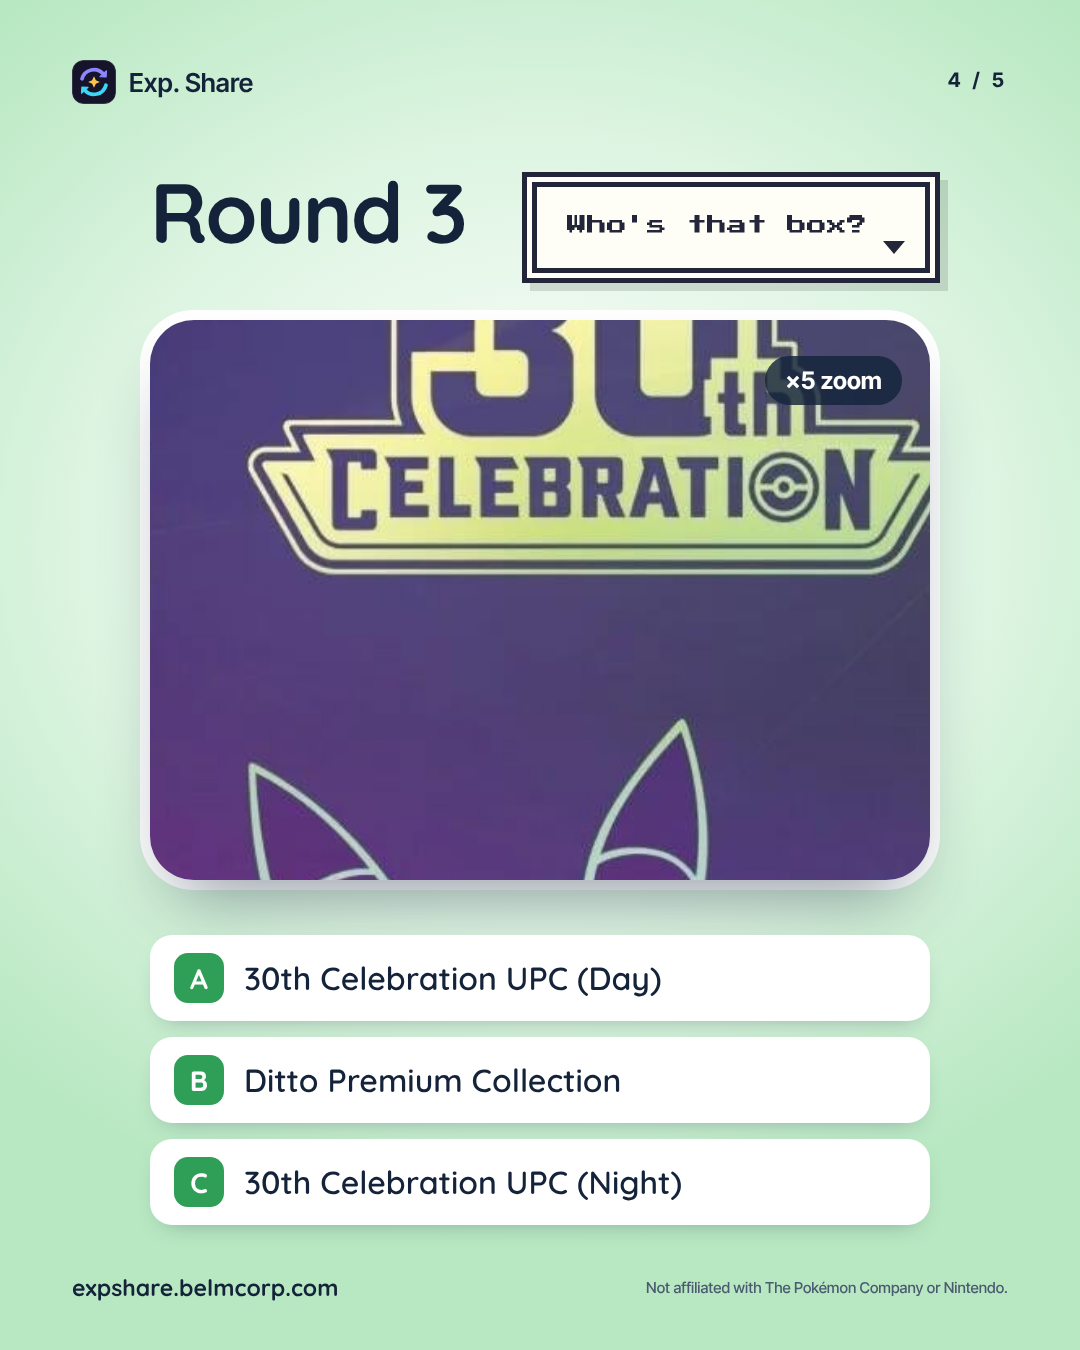 Exp. Share
4 / 5
Round 3
Who's that box?
30th
×5 zoom
CELEBRATION
A
30th Celebration UPC (Day)
B
Ditto Premium Collection
C
30th Celebration UPC (Night)
expshare.belmcorp.com
Not affiliated with The Pokémon Company or Nintendo.